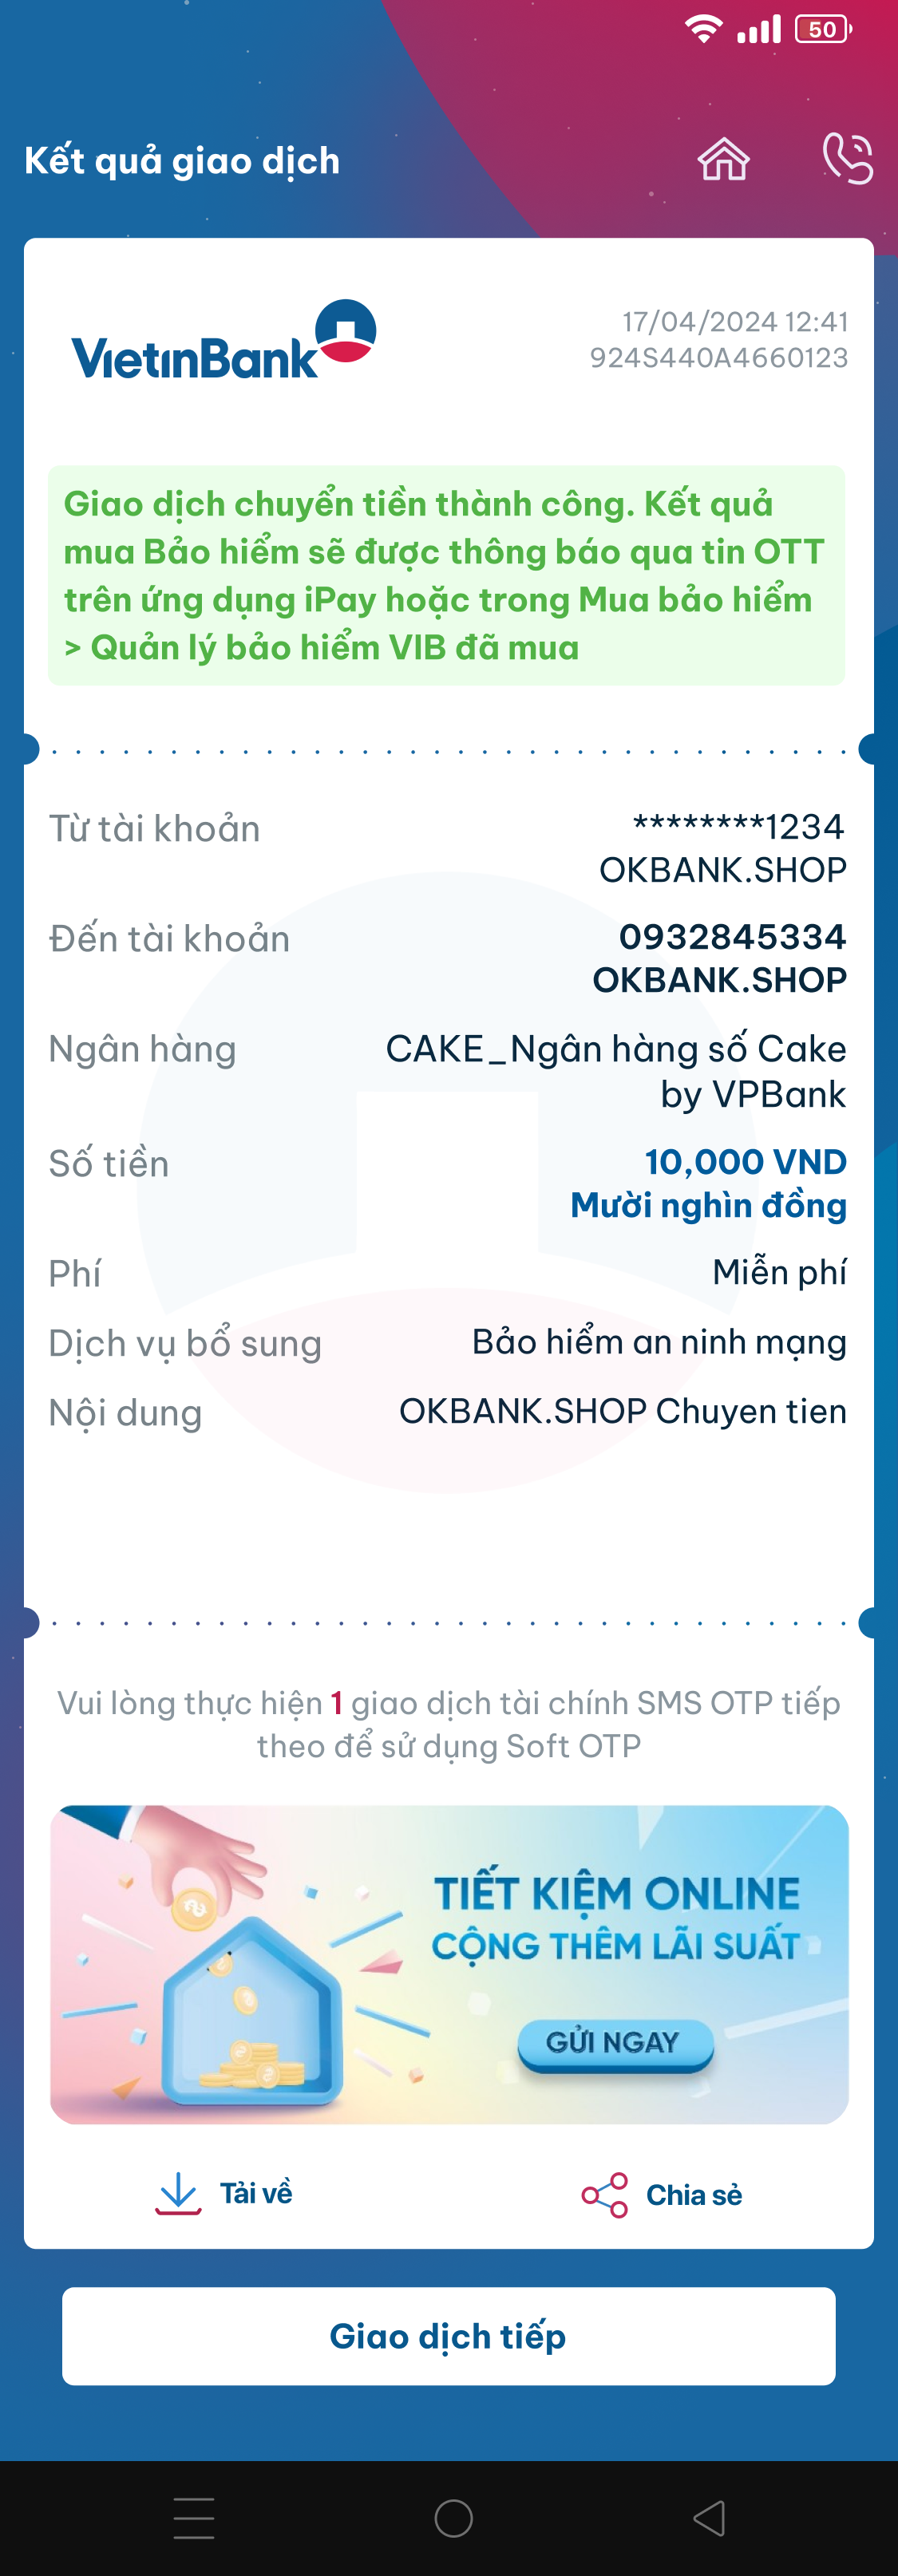 50
Kết quả giao dịch
VietinBank
17/04/2024 12:41
924S440A4660123
Giao dịch chuyển tiền thành công. Kết quả
mua Bảo hiểm sẽ được thông báo qua tin OTT
trên ứng dụng iPay hoặc trong Mua bảo hiểm
> Quản lý bảo hiểm VIB đã mua
Từ tài khoản
********1234
OKBANK.SHOP
Đến tài khoản
0932845334
OKBANK.SHOP
Ngân hàng
CAKE_Ngân hàng số Cake
by VPBank
Số tiền
10,000 VND
Mười nghìn đồng
Phí
Miễn phí
Dịch vụ bổ sung
Bảo hiểm an ninh mạng
Nội dung
OKBANK.SHOP Chuyen tien
Vui lòng thực hiện 1 giao dịch tài chính SMS OTP tiếp
theo để sử dụng Soft OTP
TIẾT KIỆM ONLINE
CỘNG THÊM LÃI SUẤT
GỬI NGAY
Tải về
Chia sẻ
Giao dịch tiếp